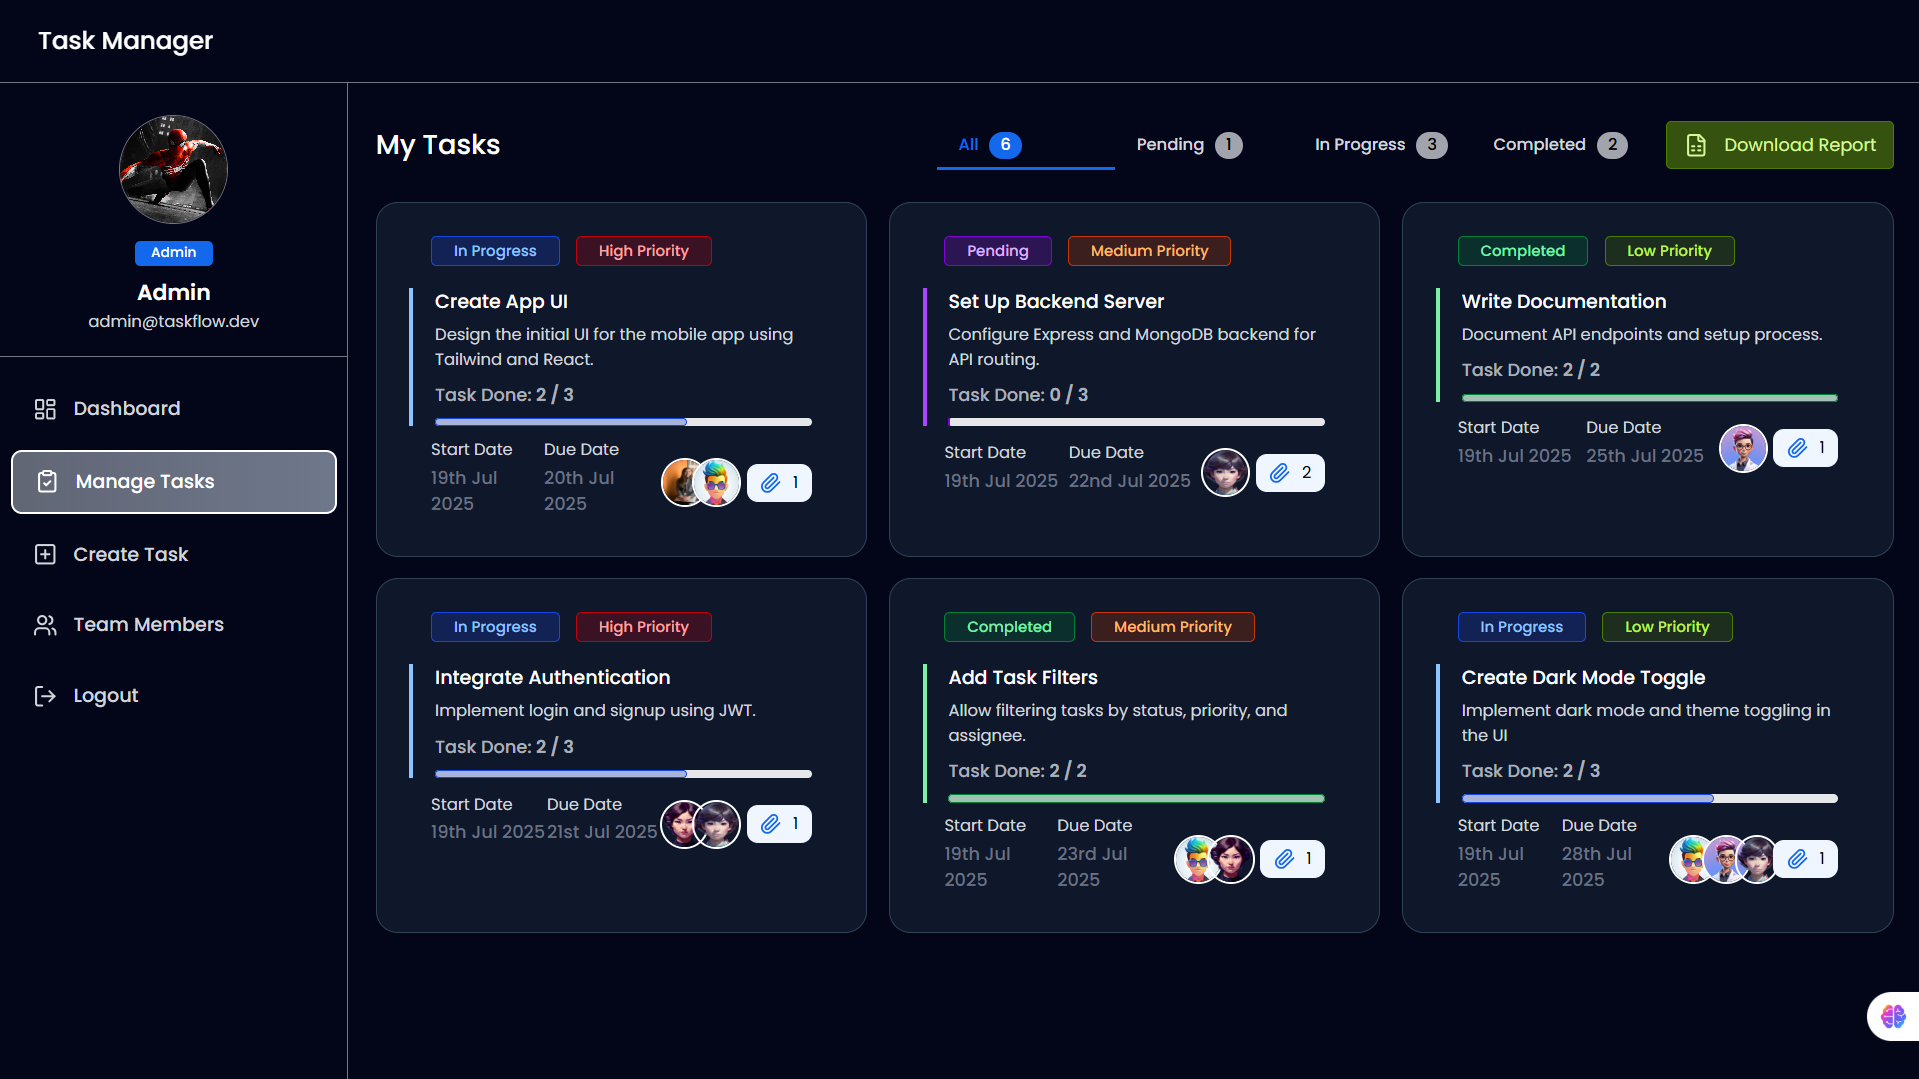 Task Manager
Admin
Admin
admin@taskflow.dev
Dashboard
Manage Tasks
Create Task
Team Members
Logout
My Tasks
All 6
Pending 1
In Progress 3
Completed 2
Download Report
In Progress High Priority
Create App UI
Design the initial UI for the mobile app using
Tailwind and React.
Task Done: 2 / 3
Start Date Due Date
19th Jul 20th Jul
2025 2025
1
Pending Medium Priority
Set Up Backend Server
Configure Express and MongoDB backend for
API routing.
Task Done: 0 / 3
Start Date Due Date
19th Jul 2025 22nd Jul 2025
2
Completed Low Priority
Write Documentation
Document API endpoints and setup process.
Task Done: 2 / 2
Start Date Due Date
19th Jul 2025 25th Jul 2025
1
In Progress High Priority
Integrate Authentication
Implement login and signup using JWT.
Task Done: 2 / 3
Start Date Due Date
19th Jul 2025 21st Jul 2025
1
Completed Medium Priority
Add Task Filters
Allow filtering tasks by status, priority, and
assignee.
Task Done: 2 / 2
Start Date Due Date
19th Jul 23rd Jul
2025 2025
1
In Progress Low Priority
Create Dark Mode Toggle
Implement dark mode and theme toggling in
the UI
Task Done: 2 / 3
Start Date Due Date
19th Jul 28th Jul
2025 2025
1